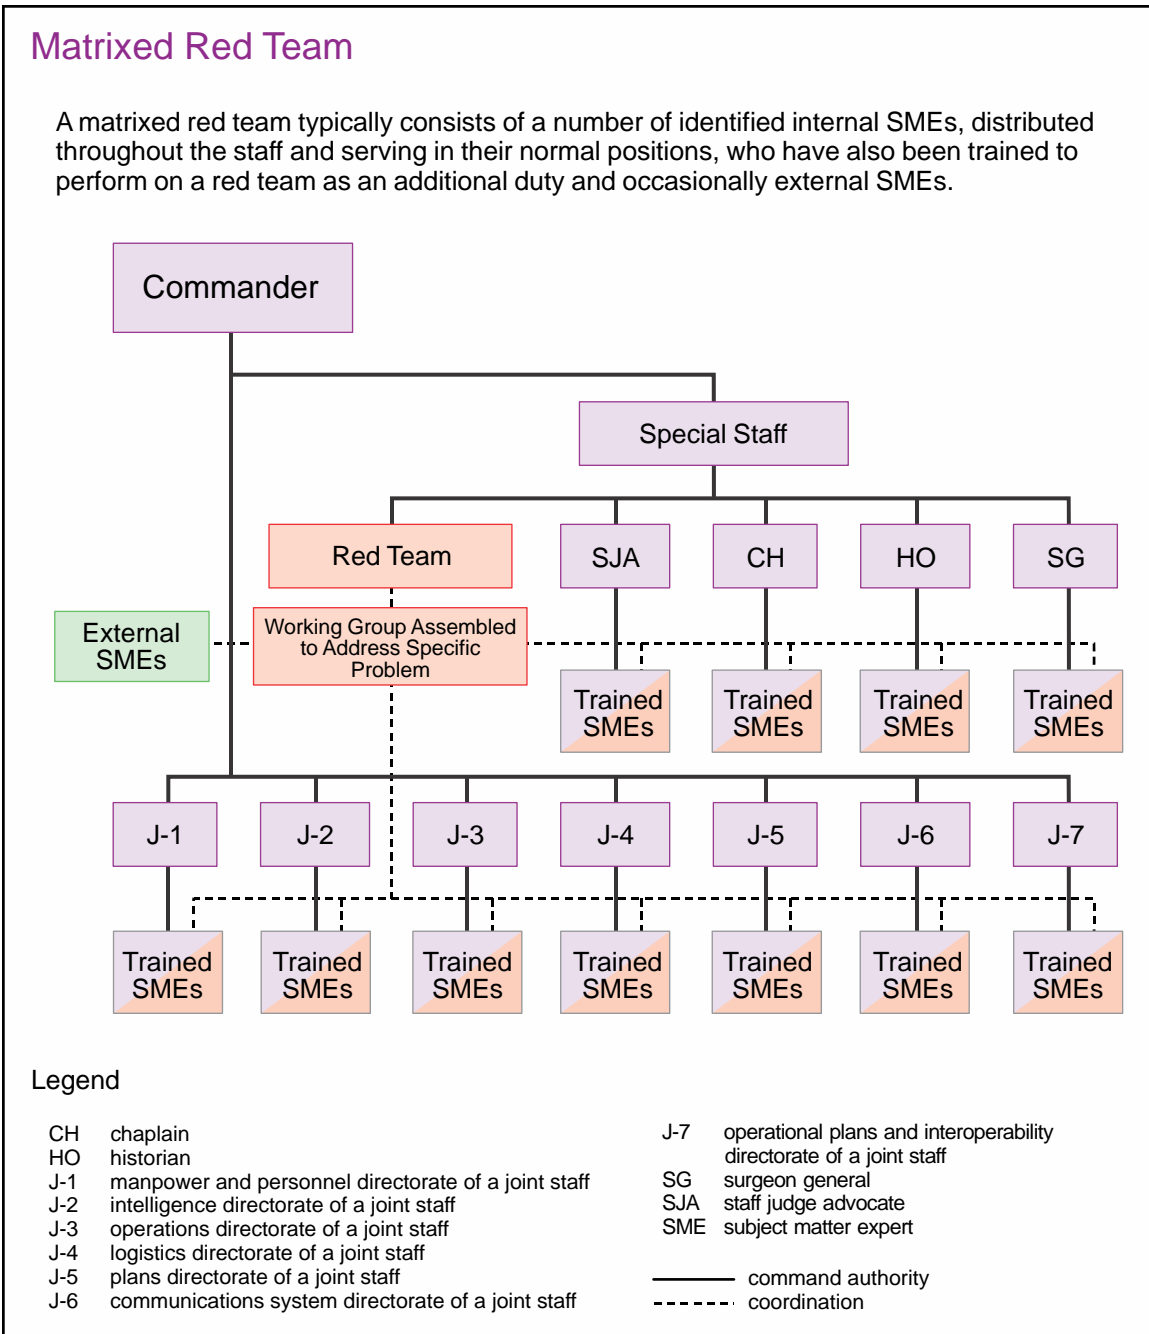 Matrixed Red Team
A matrixed red team typically consists of a number of identified internal SMEs, distributed
throughout the staff and serving in their normal positions, who have also been trained to
perform on a red team as an additional duty and occasionally external SMEs.
Commander
Special Staff
Red Team
SJA
CH
HO
SG
External
SMEs
Working Group Assembled
to Address Specific
Problem
Trained
SMEs
Trained
SMEs
Trained
SMEs
Trained
SMEs
J-1
J-2
J-3
J-4
J-5
J-6
J-7
Trained
SMEs
Trained
SMEs
Trained
SMEs
Trained
SMEs
Trained
SMEs
Trained
SMEs
Trained
SMEs
Legend
CH chaplain
HO historian
J-1 manpower and personnel directorate of a joint staff
J-2 intelligence directorate of a joint staff
J-3 operations directorate of a joint staff
J-4 logistics directorate of a joint staff
J-5 plans directorate of a joint staff
J-6 communications system directorate of a joint staff
J-7 operational plans and interoperability
directorate of a joint staff
SG surgeon general
SJA staff judge advocate
SME subject matter expert
command authority
coordination